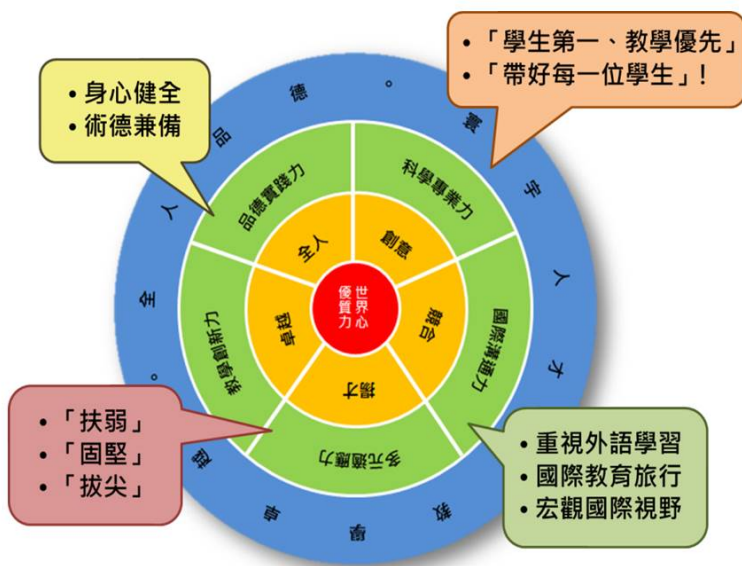 • 身心健全
• 術德兼備
• 「學生第一、教學優先」
• 「帶好每一位學生」!
全人品德。寰宇人才
教學卓越。
品德實踐力
科學專業力
國際溝通力
多元適應力
教學創新力
全人
創意
競合
揚才
卓越
世界心
優質力
• 「扶弱」
• 「固堅」
• 「拔尖」
• 重視外語學習
• 國際教育旅行
• 宏觀國際視野